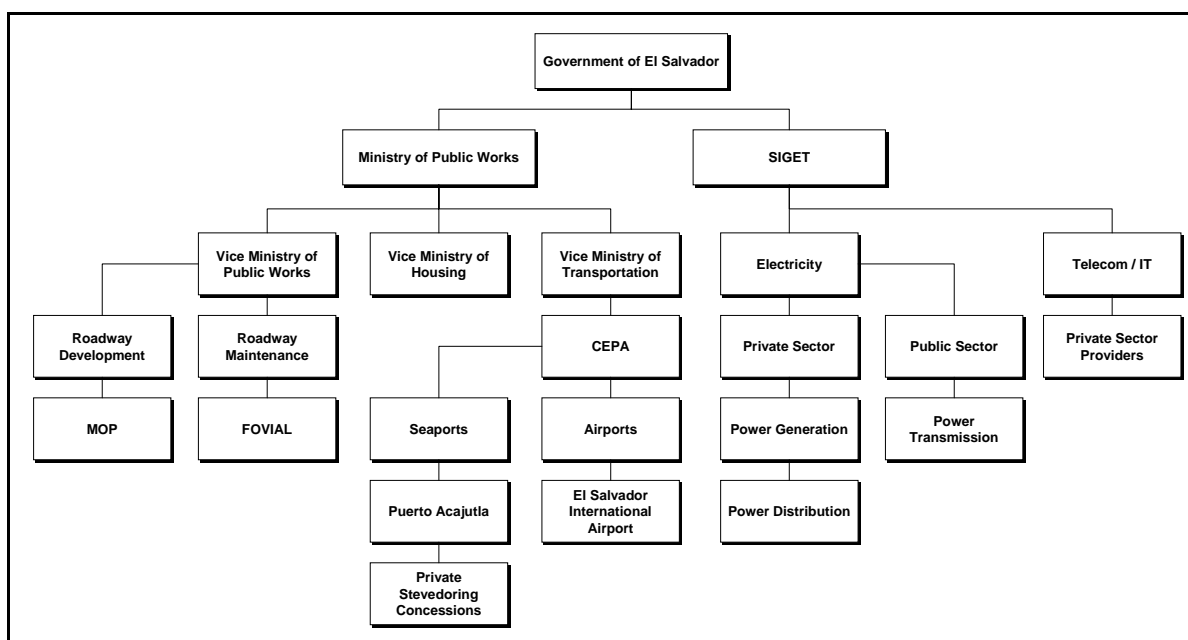 Government of El Salvador
Ministry of Public Works
SIGET
Vice Ministry of
Public Works
Vice Ministry of
Housing
Vice Ministry of
Transportation
Electricity
Telecom / IT
Roadway
Development
Roadway
Maintenance
CEPA
Private Sector
Public Sector
Private Sector
Providers
MOP
FOVIAL
Seaports
Airports
Power Generation
Power
Transmission
Puerto Acajutla
El Salvador
International
Airport
Power Distribution
Private
Stevedoring
Concessions